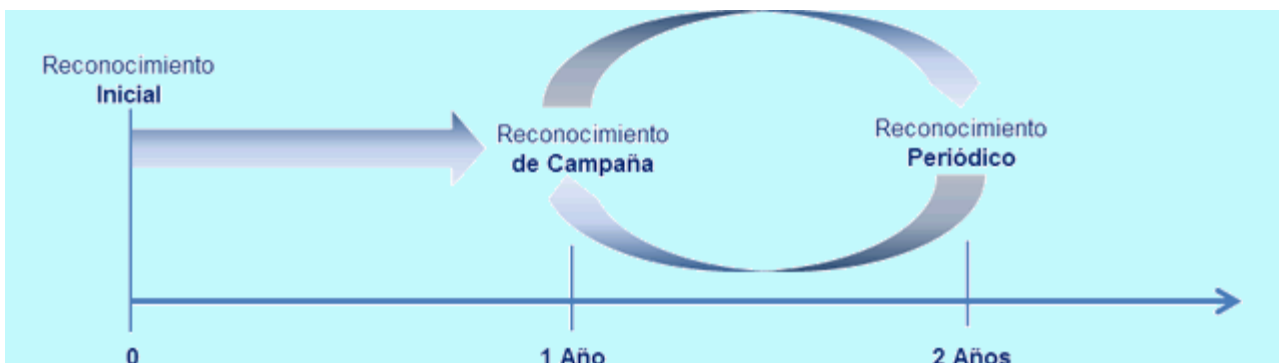 Reconocimiento
Inicial
Reconocimiento
de Campaña
Reconocimiento
Periódico
0
1 Año
2 Años